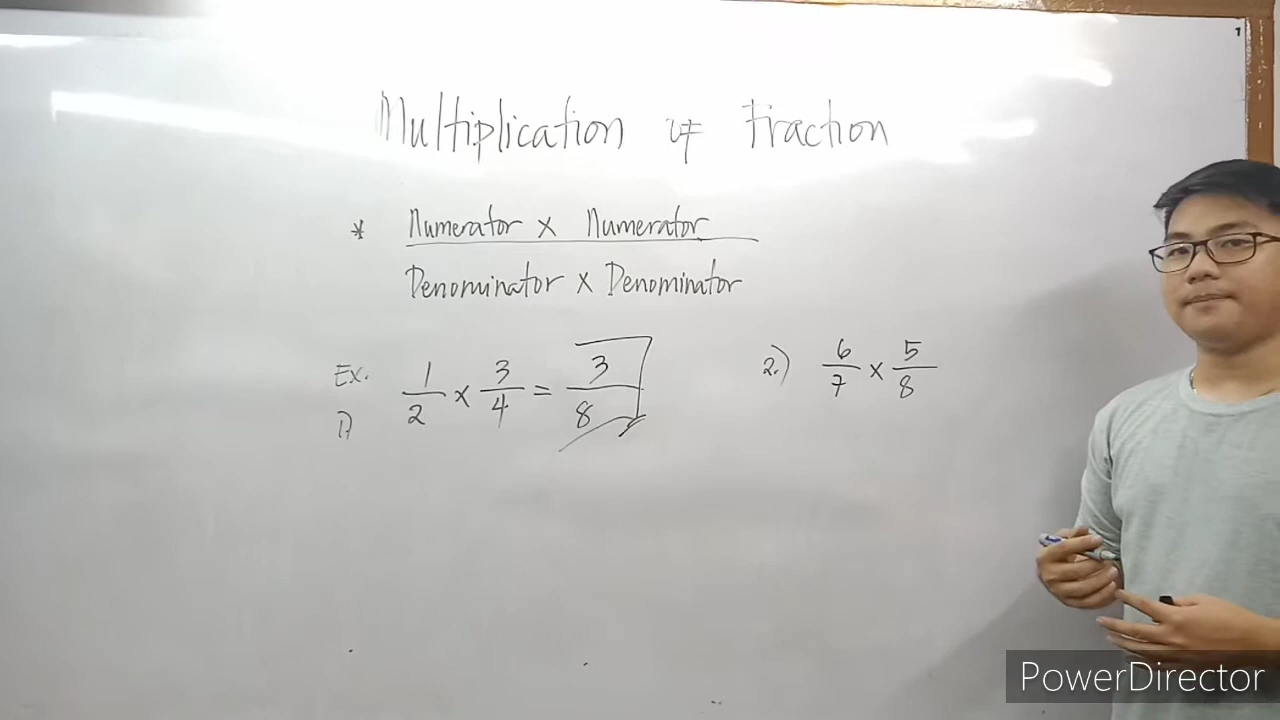 Multiplication of Fraction
* Numerator x Numerator
Denominator x Denominator
Ex.
1) 1/2 x 3/4 = 3/8
2.) 6/7 x 5/8
PowerDirector